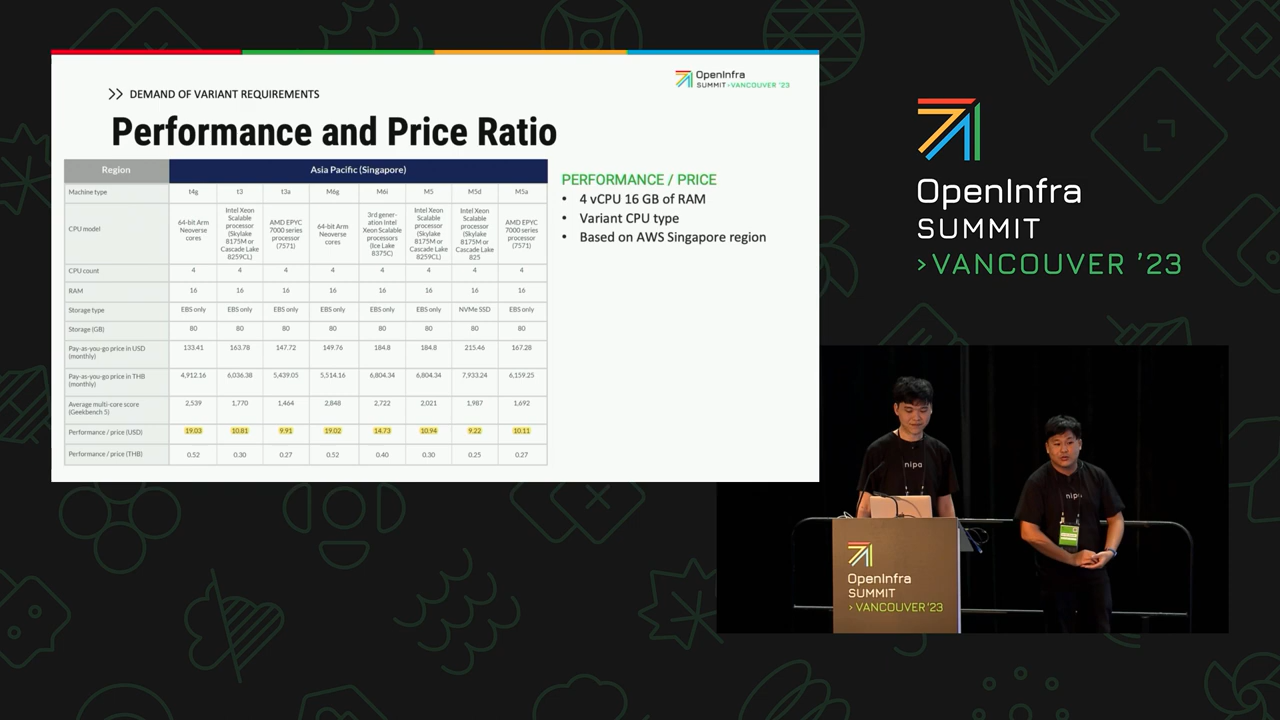 OpenInfra
SUMMIT >VANCOUVER '23
>> DEMAND OF VARIANT REQUIREMENTS
Performance and Price Ratio
Region Asia Pacific (Singapore)
Machine type t4g t3 t3a M6g M6i M5 M5d M5a
CPU model
64-bit Arm Neoverse cores
Intel Xeon Scalable processor (Skylake 8175M or Cascade Lake 8259CL)
AMD EPYC 7000 series processor (7571)
64-bit Arm Neoverse cores
3rd gener-ation Intel Xeon Scalable processors (Ice Lake 8375C)
Intel Xeon Scalable processor (Skylake 8175M or Cascade Lake 8259CL)
Intel Xeon Scalable processor (Skylake 8175M or Cascade Lake 825
AMD EPYC 7000 series processor (7571)
CPU count 4 4 4 4 4 4 4 4
RAM 16 16 16 16 16 16 16 16
Storage type EBS only EBS only EBS only EBS only EBS only EBS only NVMe SSD EBS only
Storage (GB) 80 80 80 80 80 80 80 80
Pay-as-you-go price in USD (monthly) 133.41 163.78 147.72 149.76 184.8 184.8 215.46 167.28
Pay-as-you-go price in THB (monthly) 4,912.16 6,036.38 5,439.05 5,514.16 6,804.34 6,804.34 7,933.24 6,159.25
Average multi-core score (Geekbench 5) 2,539 1,770 1,464 2,848 2,722 2,021 1,987 1,692
Performance / price (USD) 19.03 10.81 9.91 19.02 14.73 10.94 9.22 10.11
Performance / price (THB) 0.52 0.30 0.27 0.52 0.40 0.30 0.25 0.27
PERFORMANCE / PRICE
• 4 vCPU 16 GB of RAM
• Variant CPU type
• Based on AWS Singapore region
OpenInfra
SUMMIT
>VANCOUVER '23
nipa
nipa
OpenInfra
SUMMIT
>VANCOUVER '23